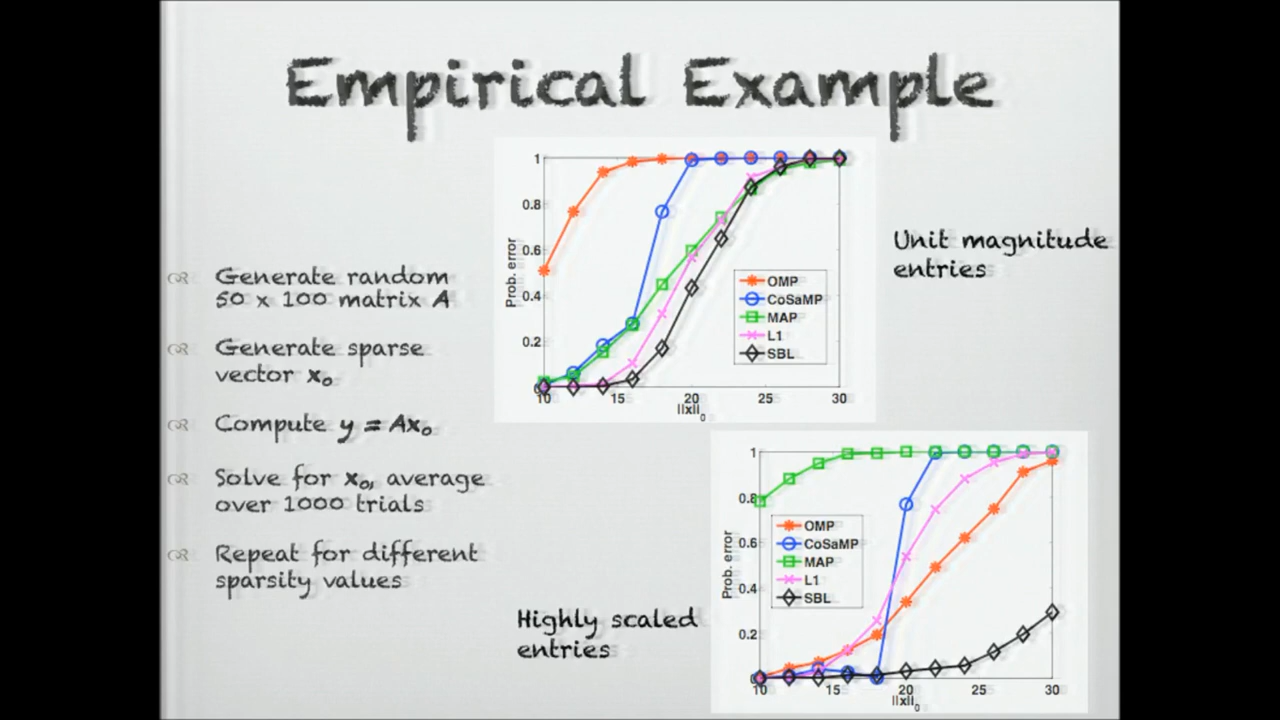 Empirical Example
Generate random
50 x 100 matrix A
Generate sparse
vector x₀
Compute y = Ax₀
Solve for x₀, average
over 1000 trials
Repeat for different
sparsity values
1
0.8
0.6
0.4
0.2
0
Prob. error
10 15 20 25 30
||x||₀
OMP
CoSaMP
MAP
L1
SBL
Unit magnitude
entries
Highly scaled
entries
1
0.8
0.6
0.4
0.2
0
Prob. error
10 15 20 25 30
||x||₀
OMP
CoSaMP
MAP
L1
SBL